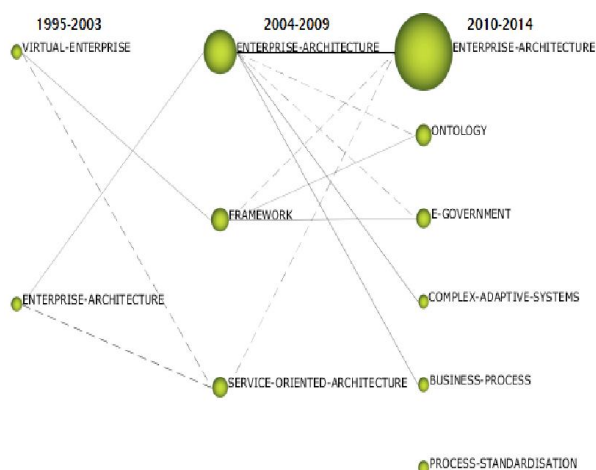 1995-2003 2004-2009 2010-2014
VIRTUAL-ENTERPRISE ENTERPRISE-ARCHITECTURE ENTERPRISE-ARCHITECTURE
ONTOLOGY
FRAMEWORK E-GOVERNMENT
ENTERPRISE-ARCHITECTURE COMPLEX-ADAPTIVE-SYSTEMS
SERVICE-ORIENTED-ARCHITECTURE BUSINESS-PROCESS
PROCESS-STANDARDISATION